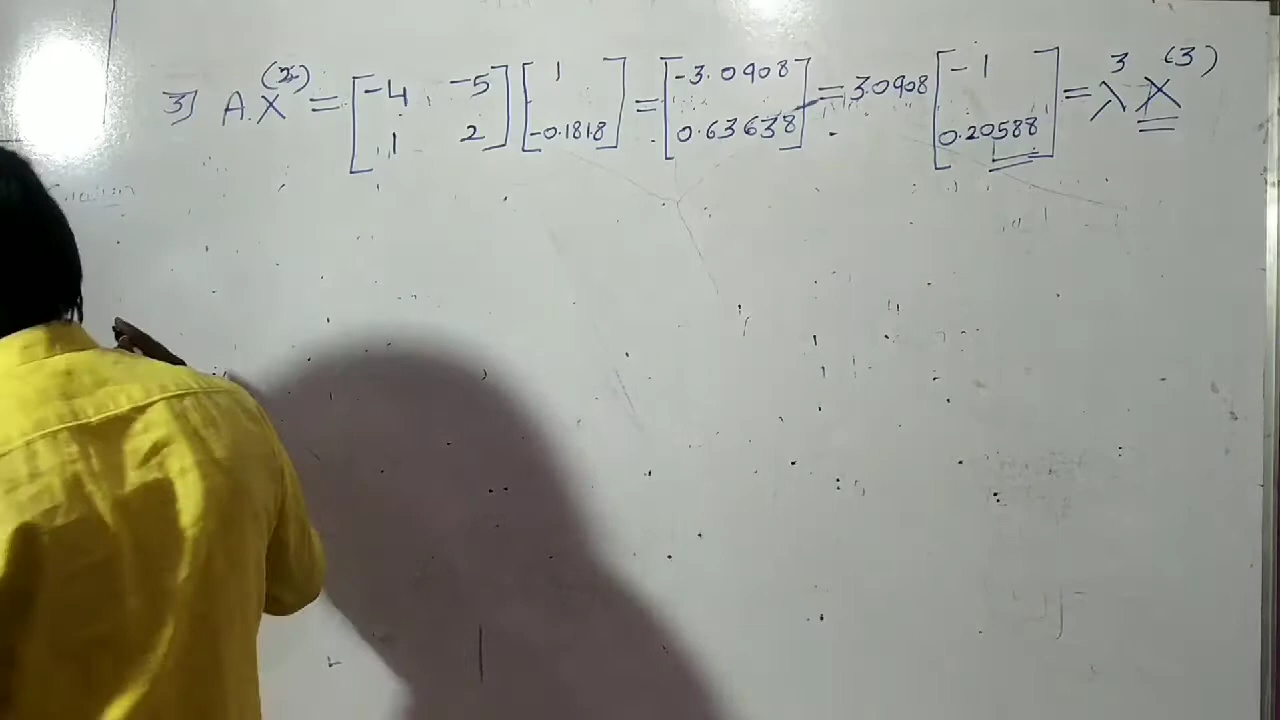 3] A.X^(2) = [-4 -5; 1 2] [1; -0.1818] = [-3.0908; 0.63638] = 3.0908 [-1; 0.20588] = λ^3 X^(3)